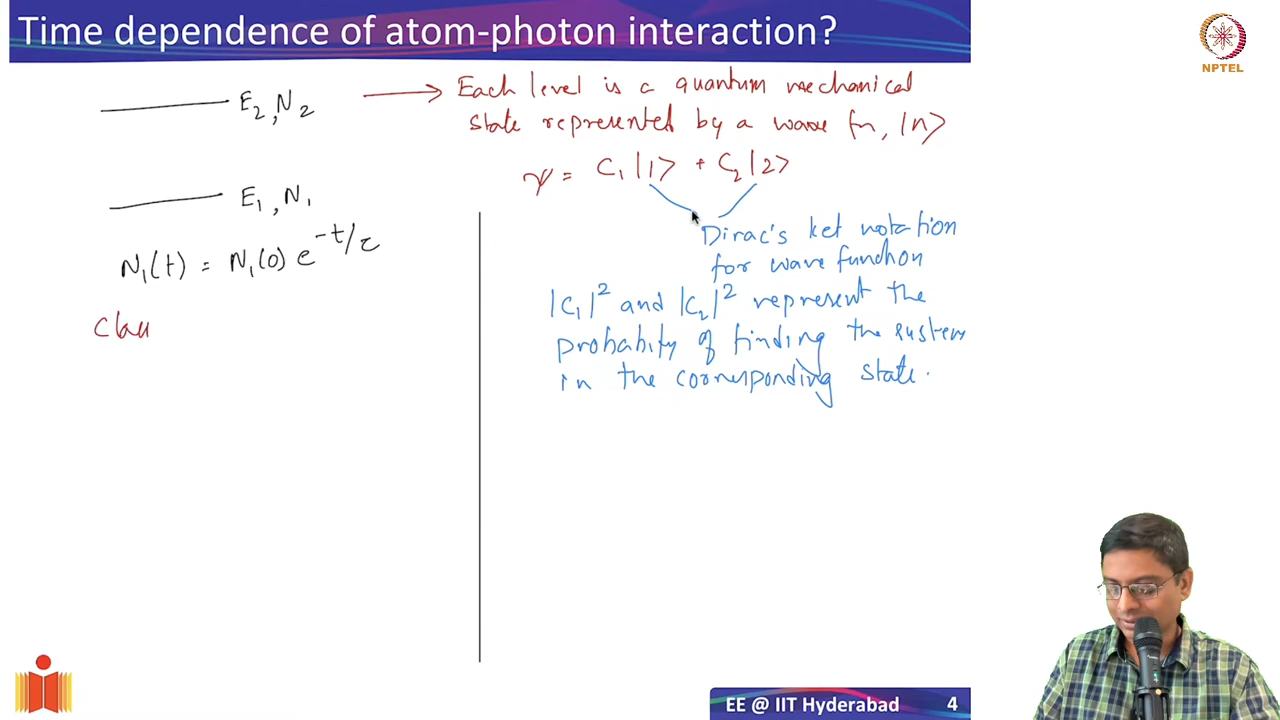 Time dependence of atom-photon interaction?
NPTEL
E₂, N₂
E₁, N₁
N₁(t) = N₁(0) e^{-t/τ}
Class
Each level is a quantum mechanical
state represented by a wave fn, |n⟩
ψ = C₁|1⟩ + C₂|2⟩
Dirac's ket notation
for wave function
|C₁|² and |C₂|² represent the
probability of finding the system
in the corresponding state.
EE @ IIT Hyderabad 4